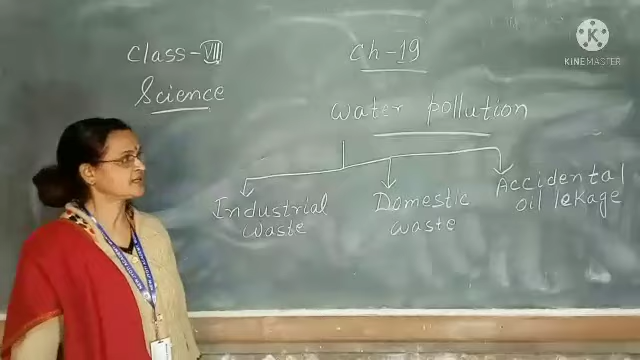 Class-VII
Ch-19
KINEMASTER
Science
Water pollution
Industrial waste
Domestic waste
Accidental oil lekage